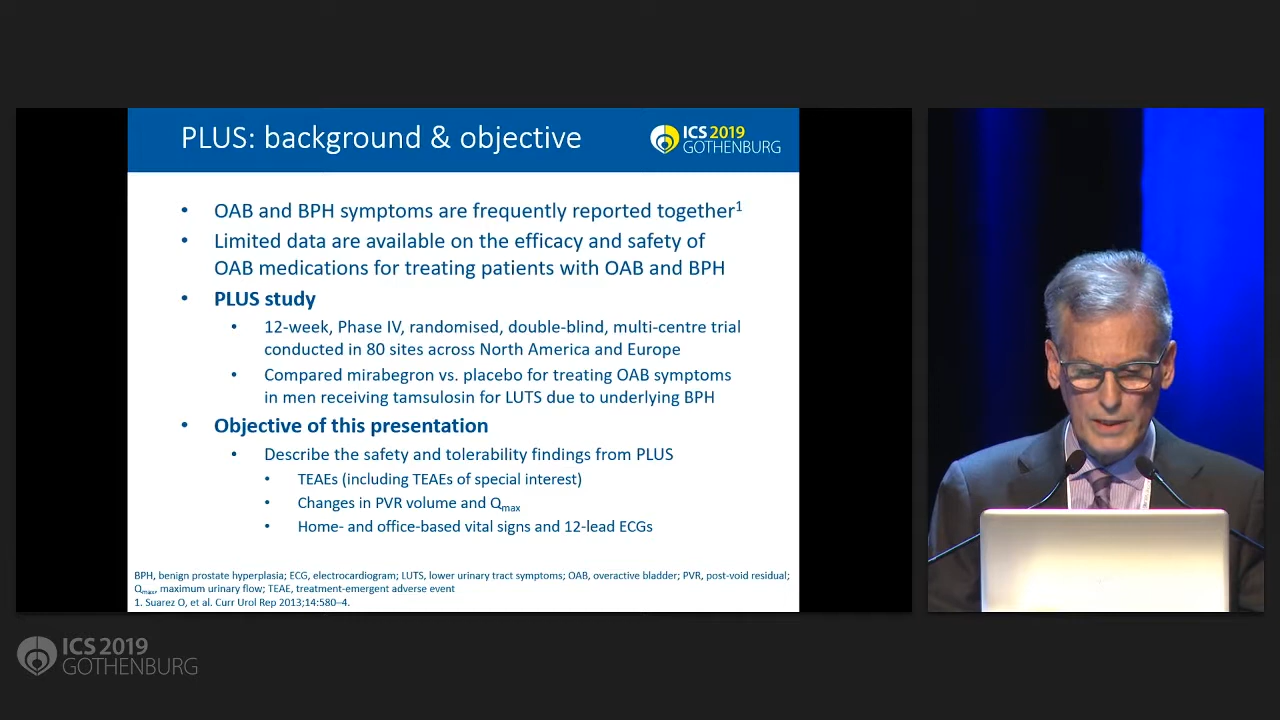 PLUS: background & objective
ICS 2019
GOTHENBURG
• OAB and BPH symptoms are frequently reported together1
• Limited data are available on the efficacy and safety of
OAB medications for treating patients with OAB and BPH
• PLUS study
• 12-week, Phase IV, randomised, double-blind, multi-centre trial
conducted in 80 sites across North America and Europe
• Compared mirabegron vs. placebo for treating OAB symptoms
in men receiving tamsulosin for LUTS due to underlying BPH
• Objective of this presentation
• Describe the safety and tolerability findings from PLUS
• TEAEs (including TEAEs of special interest)
• Changes in PVR volume and Qmax
• Home- and office-based vital signs and 12-lead ECGs
BPH, benign prostate hyperplasia; ECG, electrocardiogram; LUTS, lower urinary tract symptoms; OAB, overactive bladder; PVR, post-void residual;
Qmax, maximum urinary flow; TEAE, treatment-emergent adverse event
1. Suarez O, et al. Curr Urol Rep 2013;14:580–4.
ICS 2019
GOTHENBURG